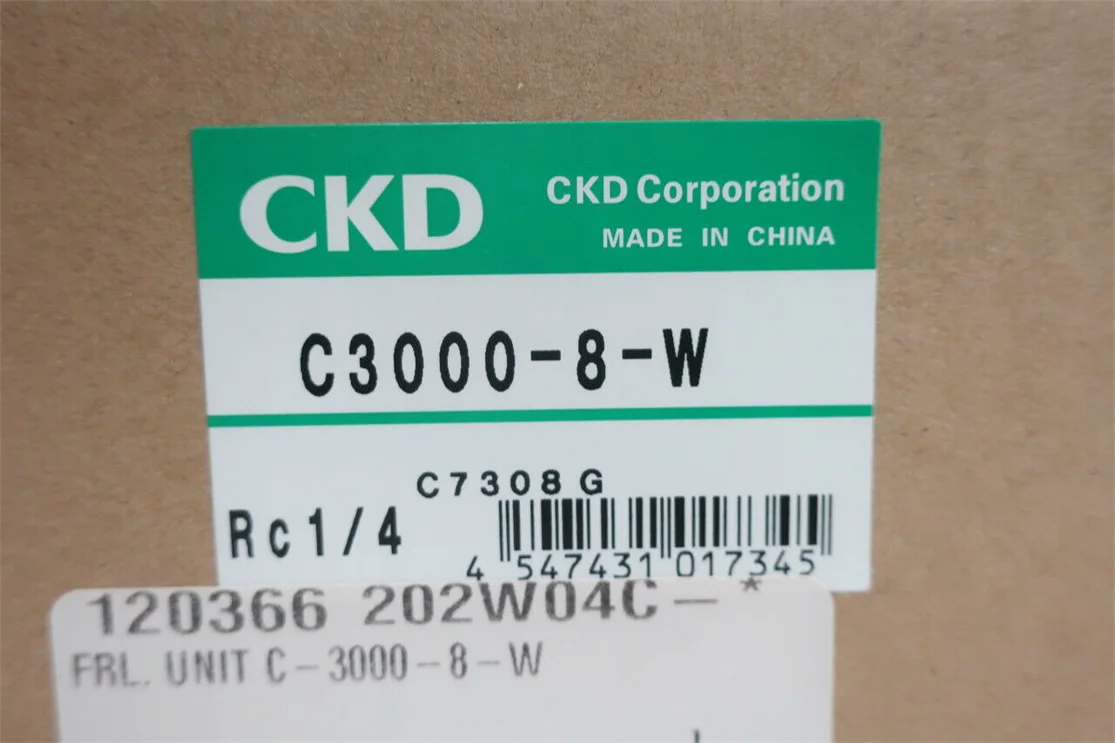 CKD
CKD Corporation
MADE IN CHINA
C3000-8-W
C7308G
Rc1/4
4 547431 017345
120366 202W04C-*
FRL. UNIT C-3000-8-W